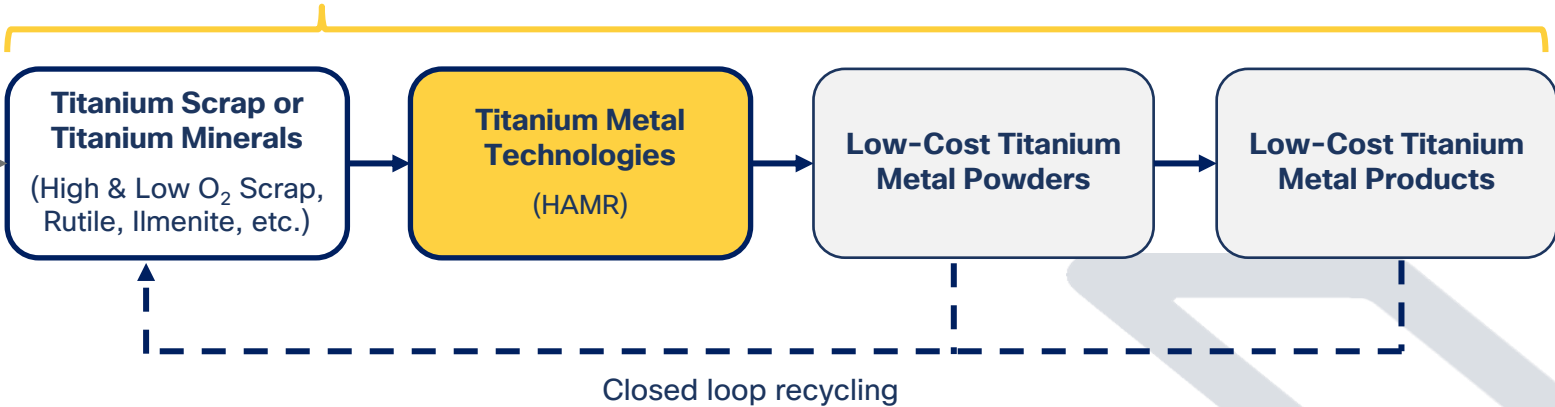 Titanium Scrap or
Titanium Minerals
(High & Low O₂ Scrap,
Rutile, Ilmenite, etc.)
Titanium Metal
Technologies
(HAMR)
Low-Cost Titanium
Metal Powders
Low-Cost Titanium
Metal Products
Closed loop recycling